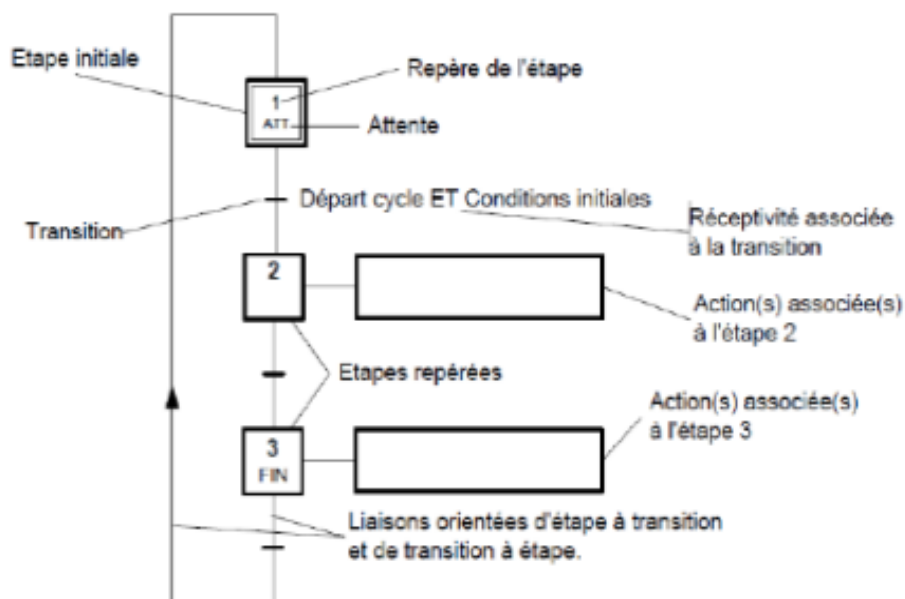 Etape initiale
Repère de l'étape
1
ATT
Attente
Départ cycle ET Conditions initiales
Transition
Réceptivité associée
à la transition
2
Action(s) associée(s)
à l'étape 2
Etapes repérées
Action(s) associée(s)
à l'étape 3
3
FIN
Liaisons orientées d'étape à transition
et de transition à étape.